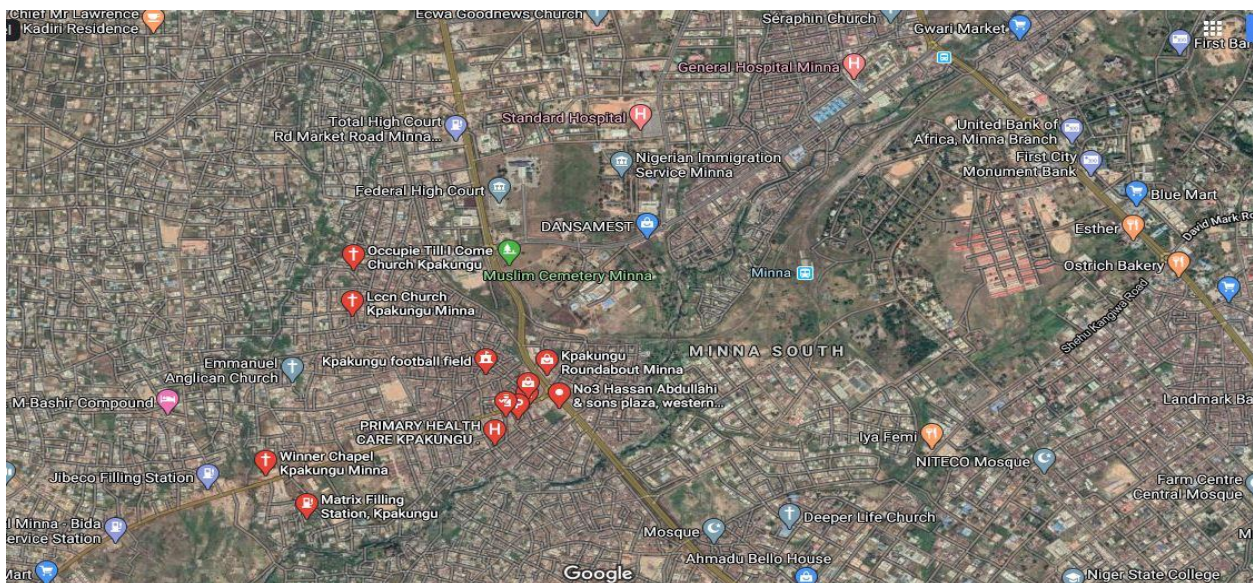 Chief Mr Lawrence
Kadiri Residence
Ecwa Goodnews Church
Seraphin Church
Gwari Market
First Ba
General Hospital Minna
Total High Court
Rd Market Road Minna...
Standard Hospital
United Bank of
Africa, Minna Branch
First City
Monument Bank
Nigerian Immigration
Service Minna
Federal High Court
Blue Mart
DANSAMEST
Esther
David Mark Ro
Occupie Till I Come
Church Kpakungu
Muslim Cemetery Minna
Minna
Ostrich Bakery
Lccn Church
Kpakungu Minna
Shehu Kangiwa Road
Emmanuel
Anglican Church
Kpakungu football field
Kpakungu
Roundabout Minna
MINNA SOUTH
M-Bashir Compound
No3 Hassan Abdullahi
& sons plaza, western...
Landmark Ba
PRIMARY HEALTH
CARE KPAKUNGU...
Iya Femi
Winner Chapel
Kpakungu Minna
NITECO Mosque
Jibeco Filling Station
Farm Centre
Central Mosque
Matrix Filling
Station, Kpakungu
l Minna - Bida
ervice Station
Mosque
Deeper Life Church
M
Ahmadu Bello House
Mart
Google
Niger State College